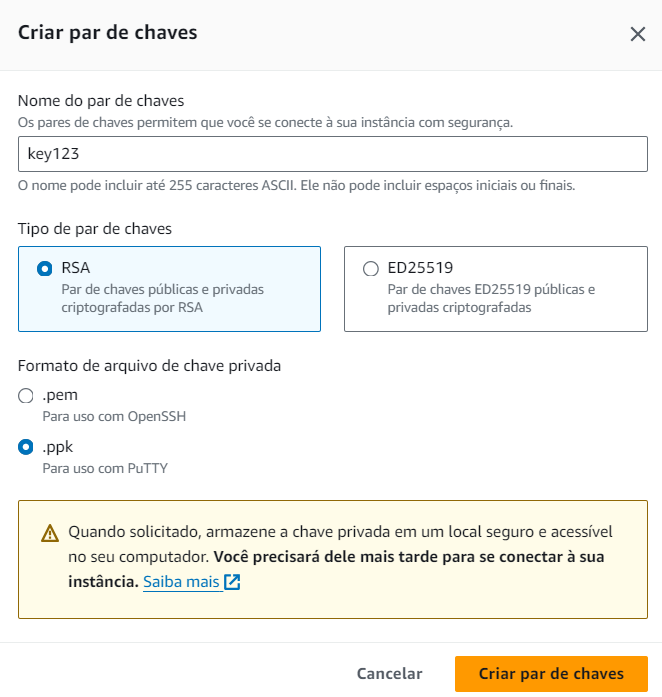 Criar par de chaves
Nome do par de chaves
Os pares de chaves permitem que você se conecte à sua instância com segurança.
key123
O nome pode incluir até 255 caracteres ASCII. Ele não pode incluir espaços iniciais ou finais.
Tipo de par de chaves
RSA
Par de chaves públicas e privadas
criptografadas por RSA
ED25519
Par de chaves ED25519 públicas e
privadas criptografadas
Formato de arquivo de chave privada
.pem
Para uso com OpenSSH
.ppk
Para uso com PuTTY
Quando solicitado, armazene a chave privada em um local seguro e acessível
no seu computador. Você precisará dele mais tarde para se conectar à sua
instância. Saiba mais
Cancelar
Criar par de chaves